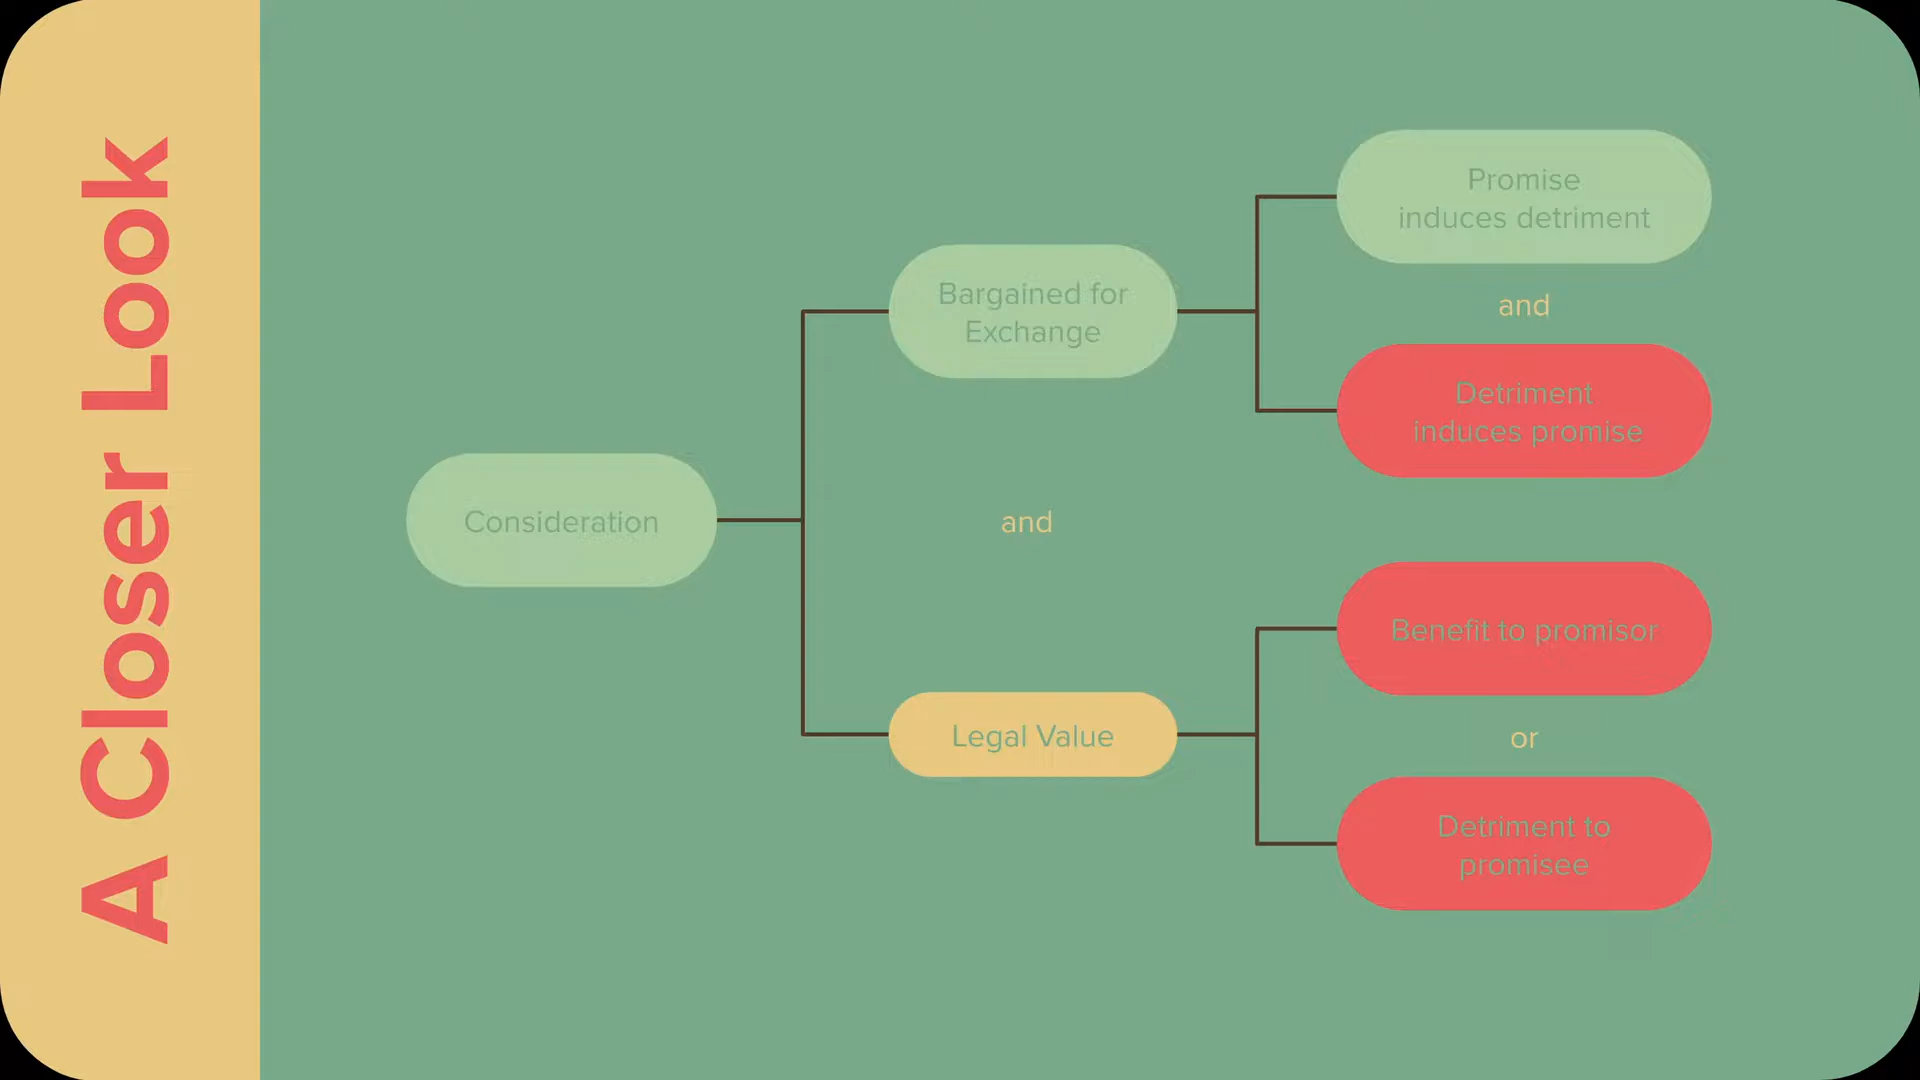 A Closer Look
Promise
induces detriment
and
Bargained for
Exchange
Detriment
induces promise
Consideration
and
Benefit to promisor
Legal Value
or
Detriment to
promisee